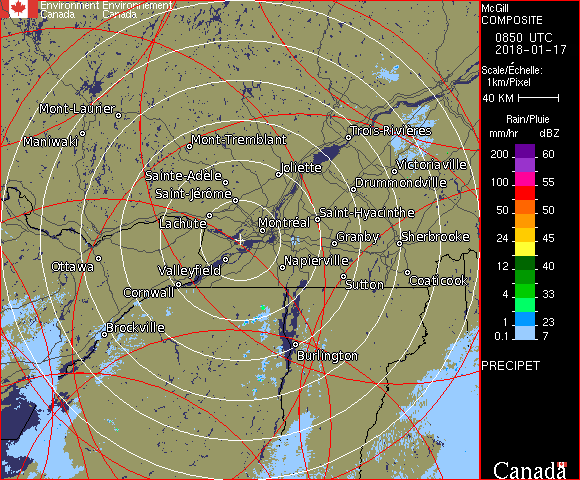 Environment Environnement
Canada Canada
McGill
COMPOSITE
0850 UTC
2018-01-17
Scale/Échelle:
1km/Pixel
40 KM
Rain/Pluie
mm/hr dBZ
200 60
150 57
100 55
50 50
24 45
12 40
4 33
1 23
0.1 7
PRECIPET
Canada
Mont-Laurier
Maniwaki
Mont-Tremblant
Trois-Rivières
Sainte-Adèle
Joliette
Victoriaville
Saint-Jérôme
Drummondville
Lachute
Montréal
Saint-Hyacinthe
Granby
Sherbrooke
Ottawa
Valleyfield
Napierville
Cornwall
Sutton
Coaticook
Brockville
Burlington